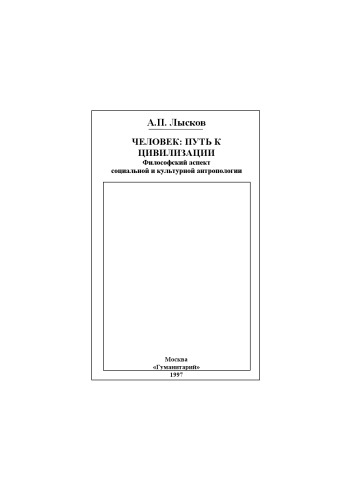 А.П. Лысков
ЧЕЛОВЕК: ПУТЬ К
ЦИВИЛИЗАЦИИ
Философский аспект
социальной и культурной антропологии
Москва
«Гуманитарий»
1997